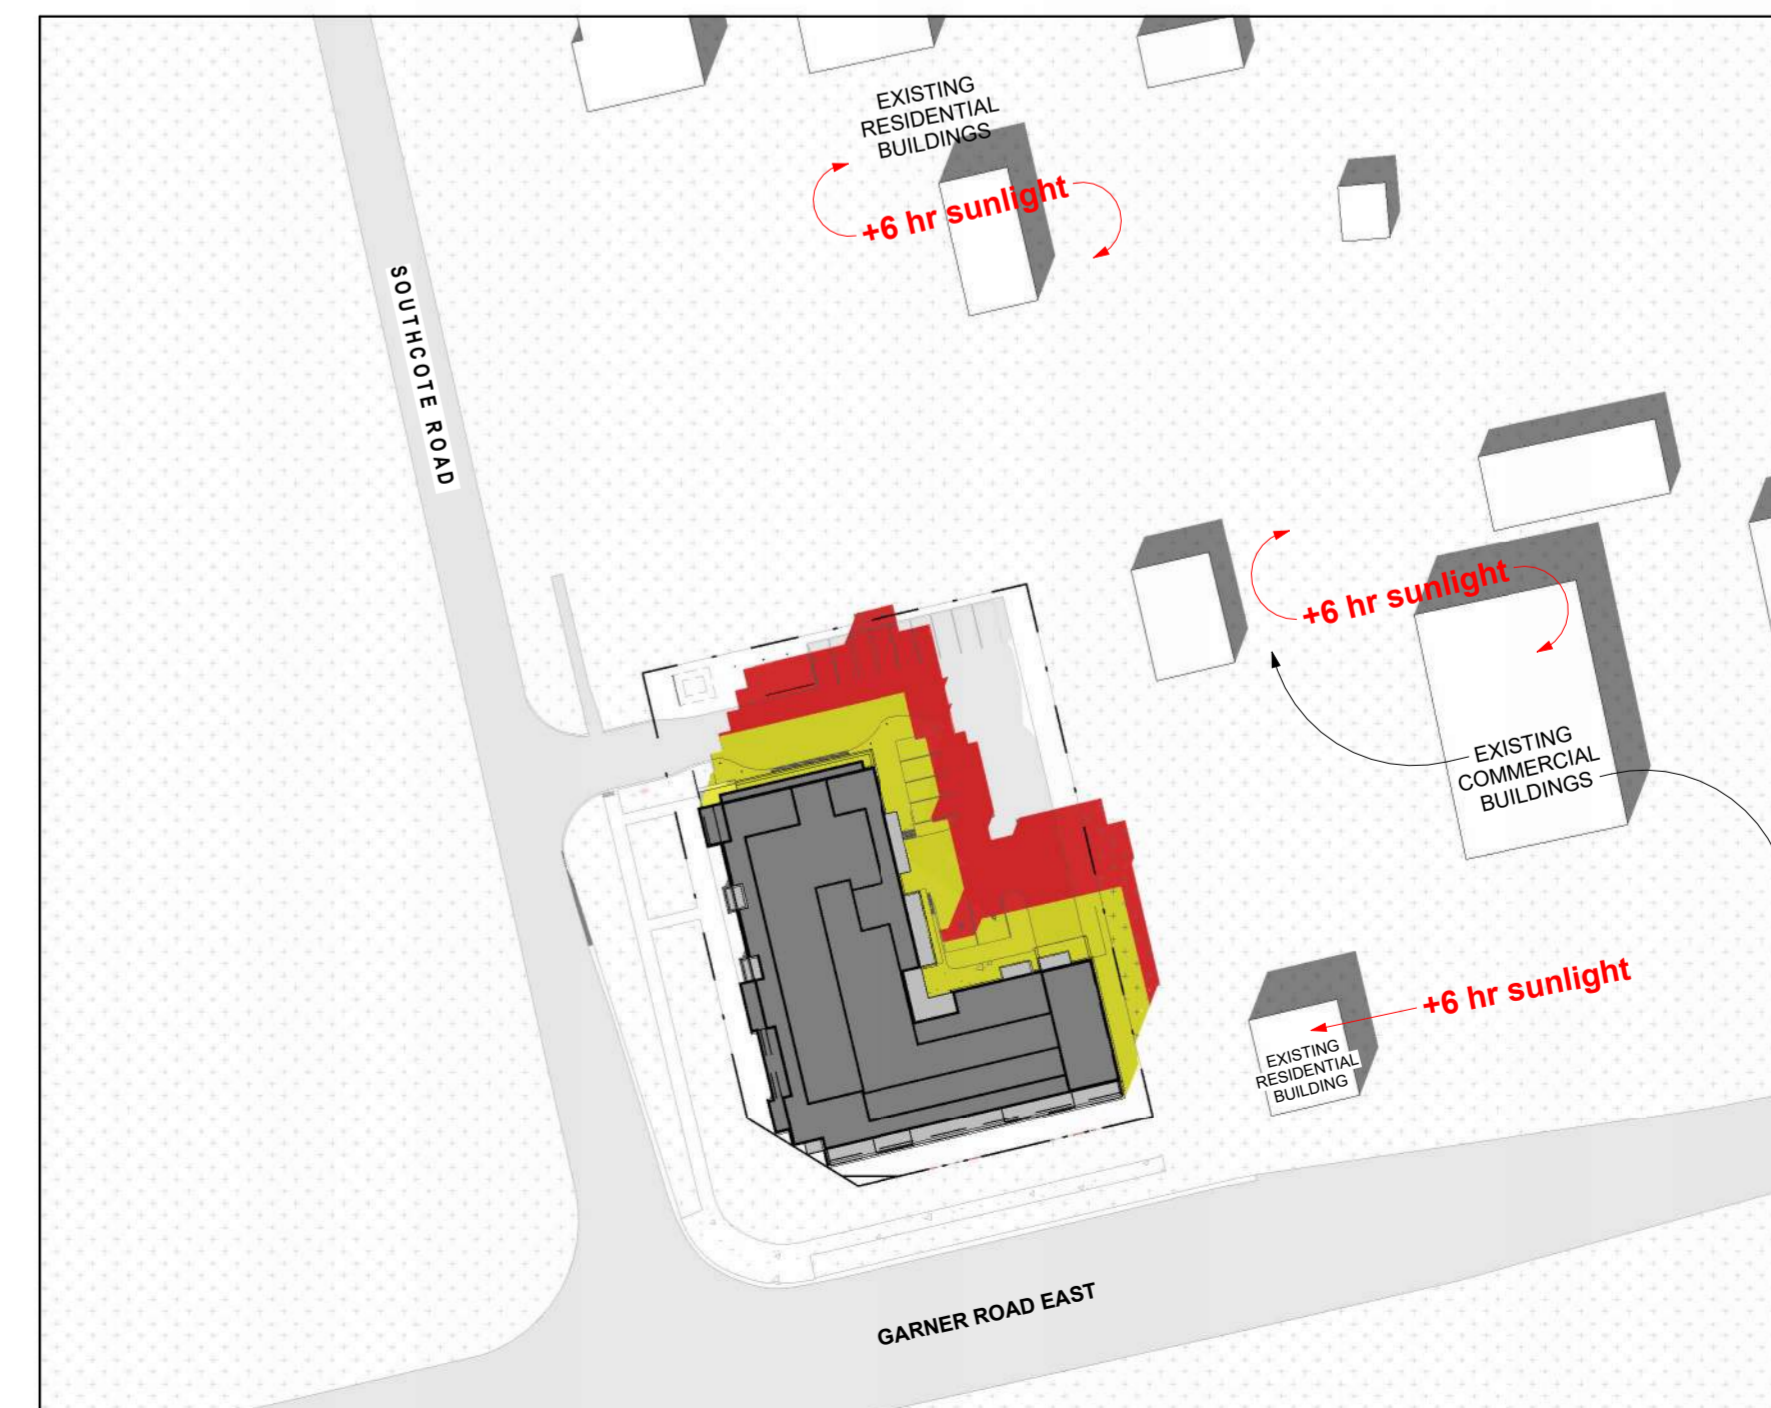 EXISTING
RESIDENTIAL
BUILDINGS
+6 hr sunlight
SOUTHCOTE ROAD
+6 hr sunlight
EXISTING
COMMERCIAL
BUILDINGS
+6 hr sunlight
EXISTING
RESIDENTIAL
BUILDING
GARNER ROAD EAST